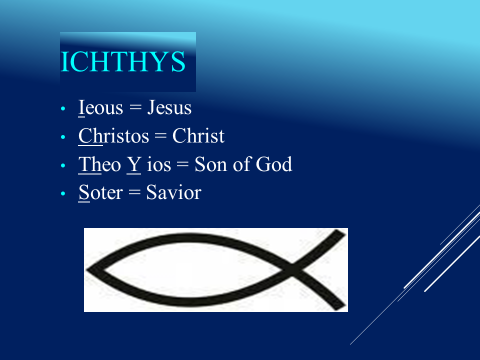 ICHTHYS
• Ieous = Jesus
• Christos = Christ
• Theo Y ios = Son of God
• Soter = Savior